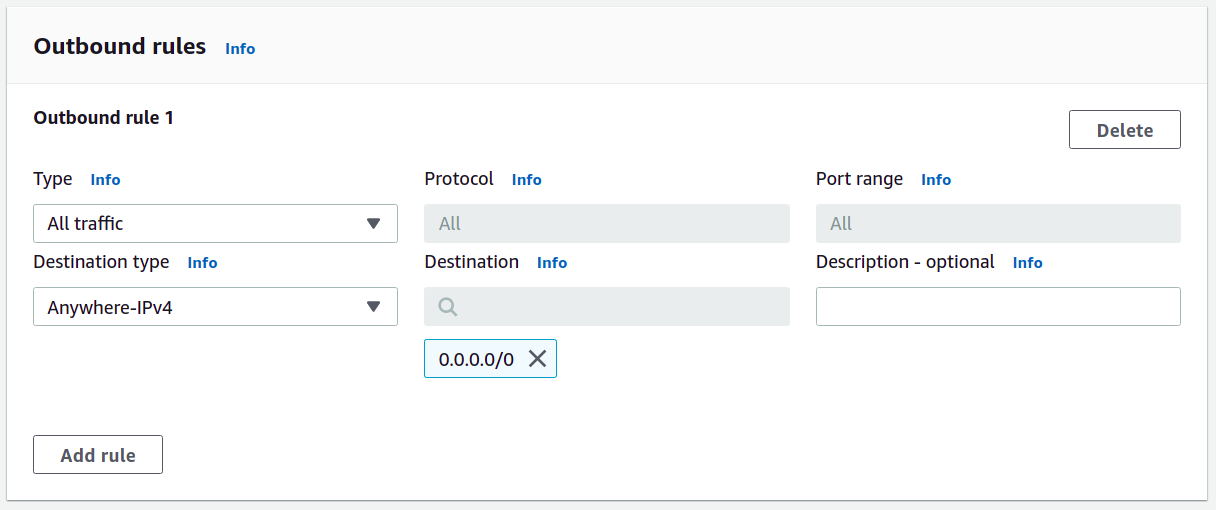 Outbound rules Info
Outbound rule 1
Delete
Type Info
Protocol Info
Port range Info
All traffic
All
All
Destination type Info
Destination Info
Description - optional Info
Anywhere-IPv4
0.0.0.0/0
Add rule